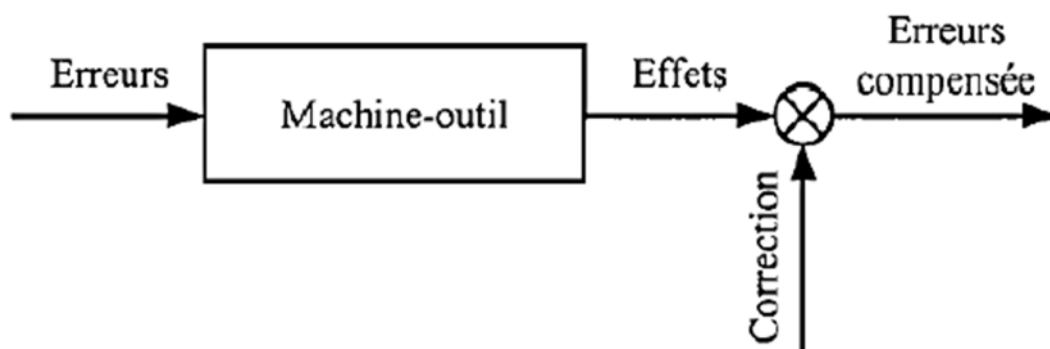 Erreurs
Machine-outil
Effets
Erreurs
compensée
Correction